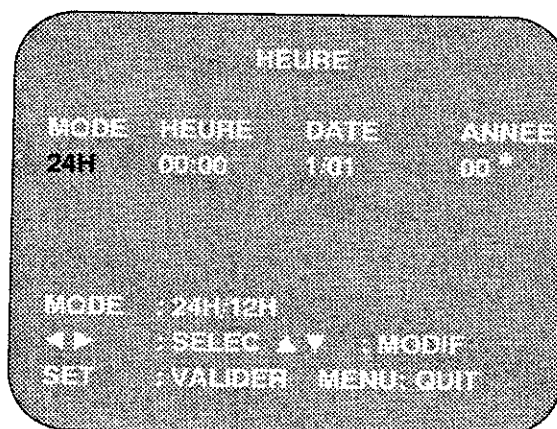 HEURE
MODE HEURE DATE ANNEE
24H 00:00 1/01 00 *
MODE : 24H/12H
◄► : SELEC ▲▼ : MODIF
SET : VALIDER MENU: QUIT